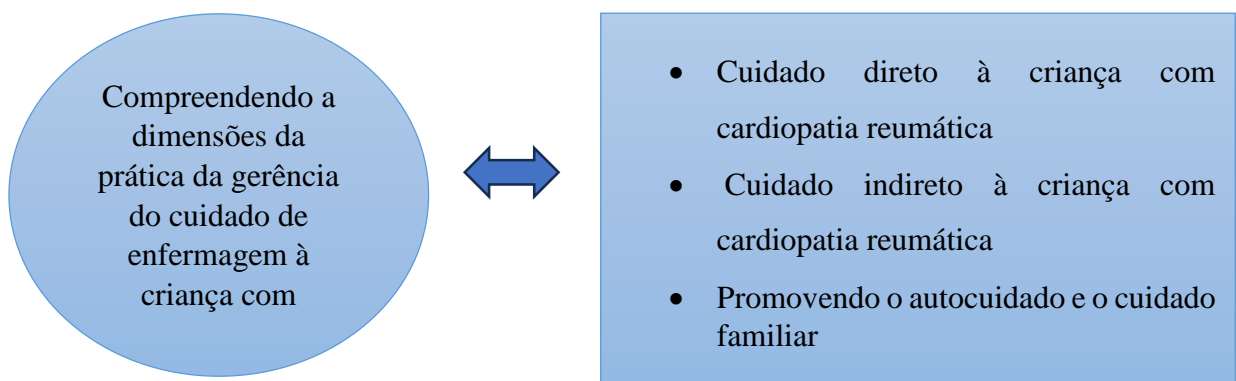 Compreendendo a
dimensões da
prática da gerência
do cuidado de
enfermagem à
criança com
• Cuidado direto à criança com
cardiopatia reumática
• Cuidado indireto à criança com
cardiopatia reumática
• Promovendo o autocuidado e o cuidado
familiar